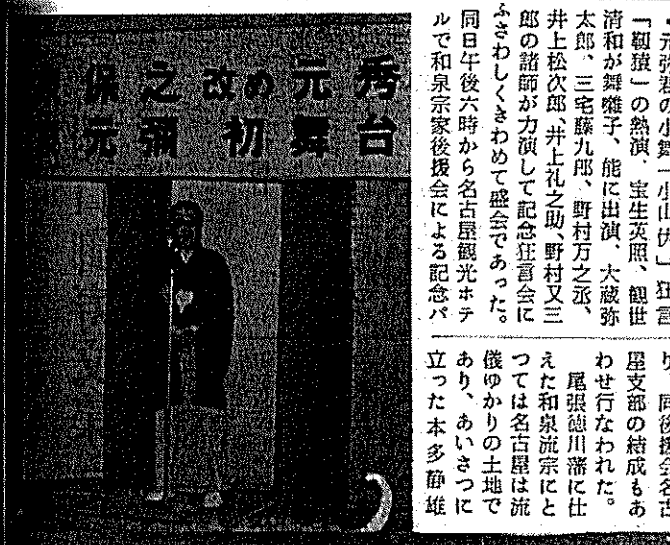 保之改め元秀
元彌初舞台
元弥君の小舞「小山伏」狂言
「靭猿」の熱演、宝生英照、観世
清和が舞囃子、能に出演、大蔵弥
太郎、三宅藤九郎、野村万之丞、
井上松次郎、井上礼之助、野村又三
郎の諸師が力演して記念狂言会に
ふさわしくきわめて盛会であった。
同日午後六時から名古屋観光ホテ
ルで和泉宗家後援会による記念パ
り、同後援会名古
屋支部の結成もあ
わせ行なわれた。
尾張徳川藩に仕
えた和泉流宗にと
つては名古屋は流
儀ゆかりの土地で
あり、あいさつに
立った本多静雄